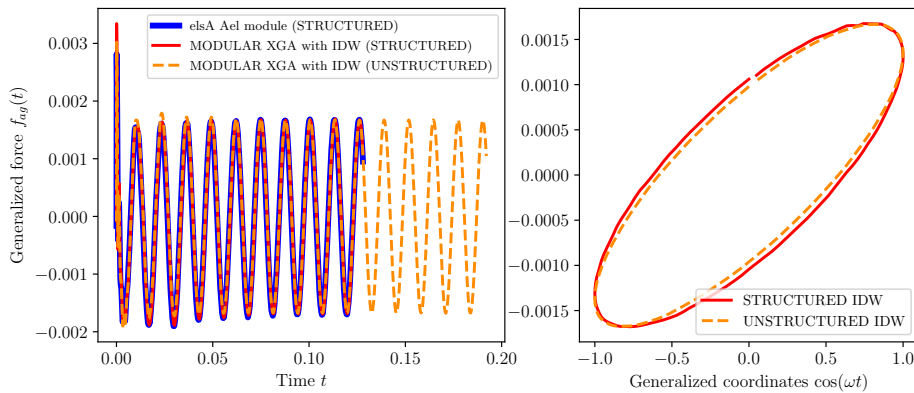 elsA Ael module (STRUCTURED)
MODULAR XGA with IDW (STRUCTURED)
MODULAR XGA with IDW (UNSTRUCTURED)
Generalized force f_{ag}(t)
0.003
0.002
0.001
0.000
−0.001
−0.002
0.00
0.05
0.10
0.15
0.20
Time t
0.0015
0.0010
0.0005
0.0000
−0.0005
−0.0010
−0.0015
STRUCTURED IDW
UNSTRUCTURED IDW
−1.0
−0.5
0.0
0.5
1.0
Generalized coordinates cos(ωt)